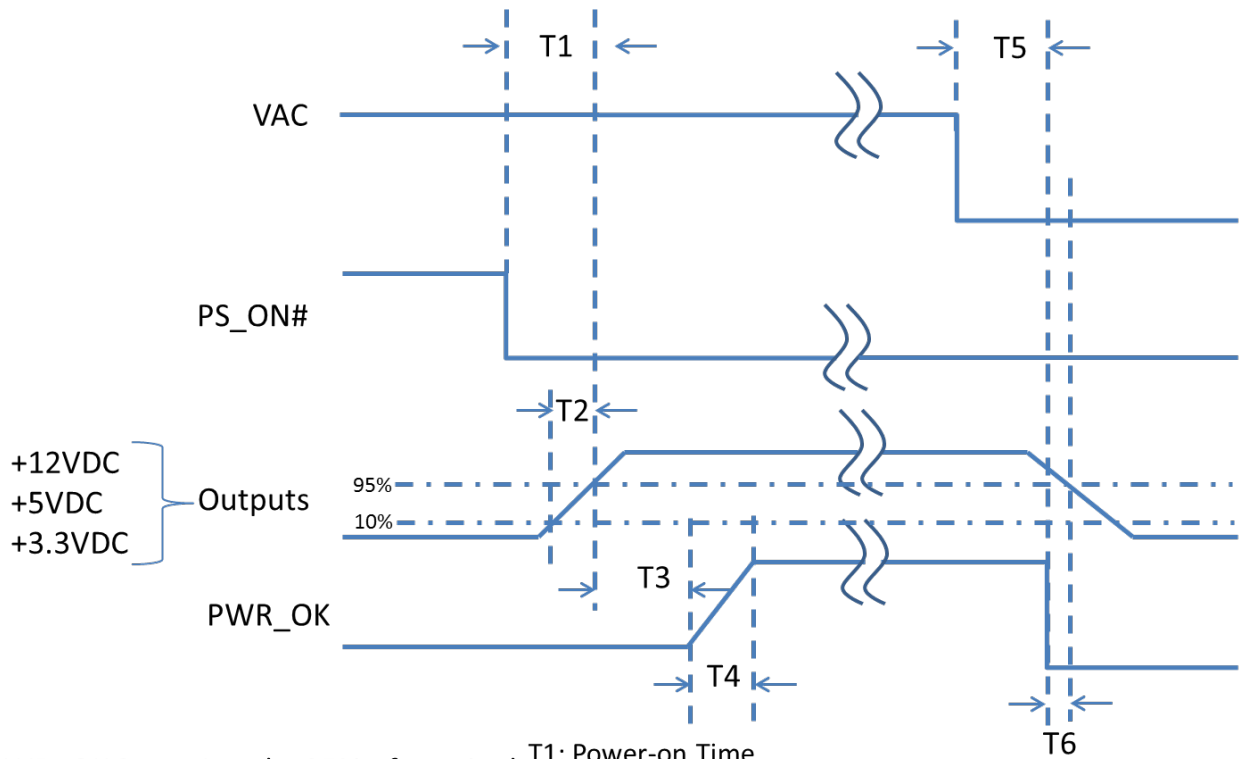 T1
T5
VAC
PS_ON#
T2
+12VDC
+5VDC
+3.3VDC
Outputs
95%
10%
T3
PWR_OK
T4
T6
T1: Power-on Time